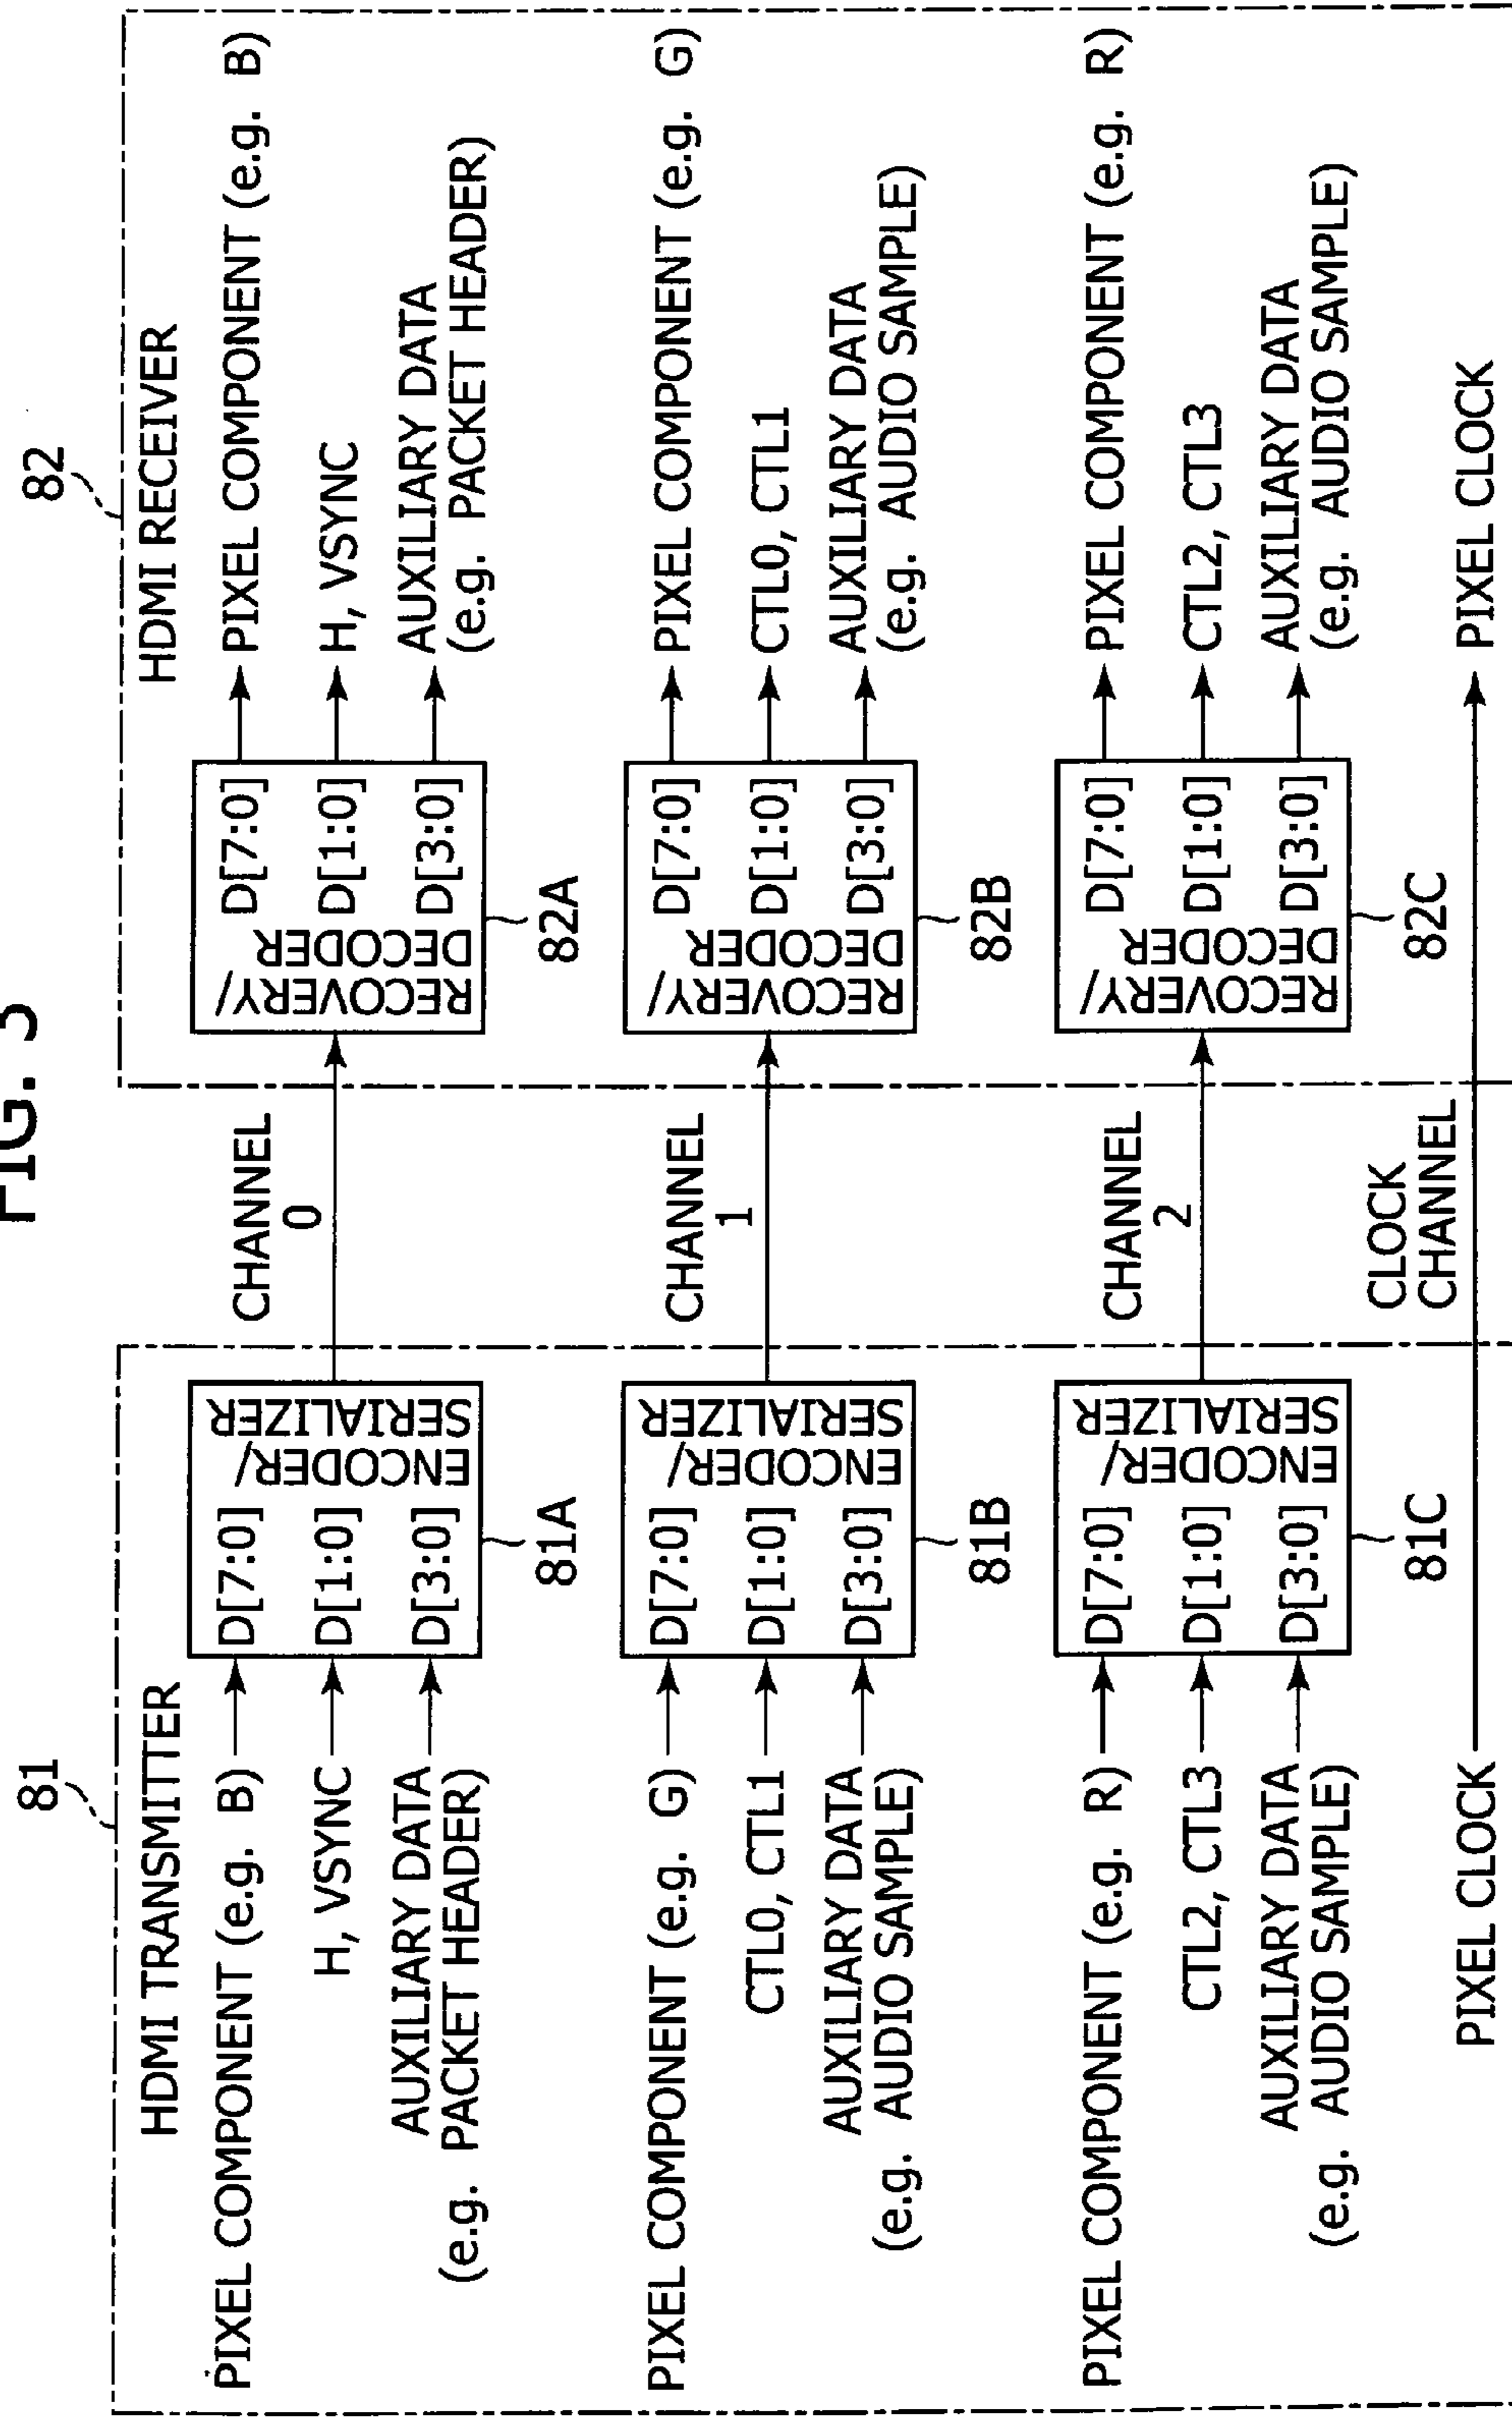 FIG. 3
81
HDMI TRANSMITTER
PIXEL COMPONENT (e.g. B)
H, VSYNC
AUXILIARY DATA
(e.g. PACKET HEADER)
D[7:0]
D[1:0]
D[3:0]
ENCODER/
SERIALIZER
81A
PIXEL COMPONENT (e.g. G)
CTL0, CTL1
AUXILIARY DATA
(e.g. AUDIO SAMPLE)
D[7:0]
D[1:0]
D[3:0]
ENCODER/
SERIALIZER
81B
PIXEL COMPONENT (e.g. R)
CTL2, CTL3
AUXILIARY DATA
(e.g. AUDIO SAMPLE)
D[7:0]
D[1:0]
D[3:0]
ENCODER/
SERIALIZER
81C
PIXEL CLOCK
CHANNEL
0
CHANNEL
1
CHANNEL
2
CLOCK
CHANNEL
82
HDMI RECEIVER
RECOVERY/
DECODER
D[7:0]
D[1:0]
D[3:0]
82A
PIXEL COMPONENT (e.g. B)
H, VSYNC
AUXILIARY DATA
(e.g. PACKET HEADER)
RECOVERY/
DECODER
D[7:0]
D[1:0]
D[3:0]
82B
PIXEL COMPONENT (e.g. G)
CTL0, CTL1
AUXILIARY DATA
(e.g. AUDIO SAMPLE)
RECOVERY/
DECODER
D[7:0]
D[1:0]
D[3:0]
82C
PIXEL COMPONENT (e.g. R)
CTL2, CTL3
AUXILIARY DATA
(e.g. AUDIO SAMPLE)
PIXEL CLOCK